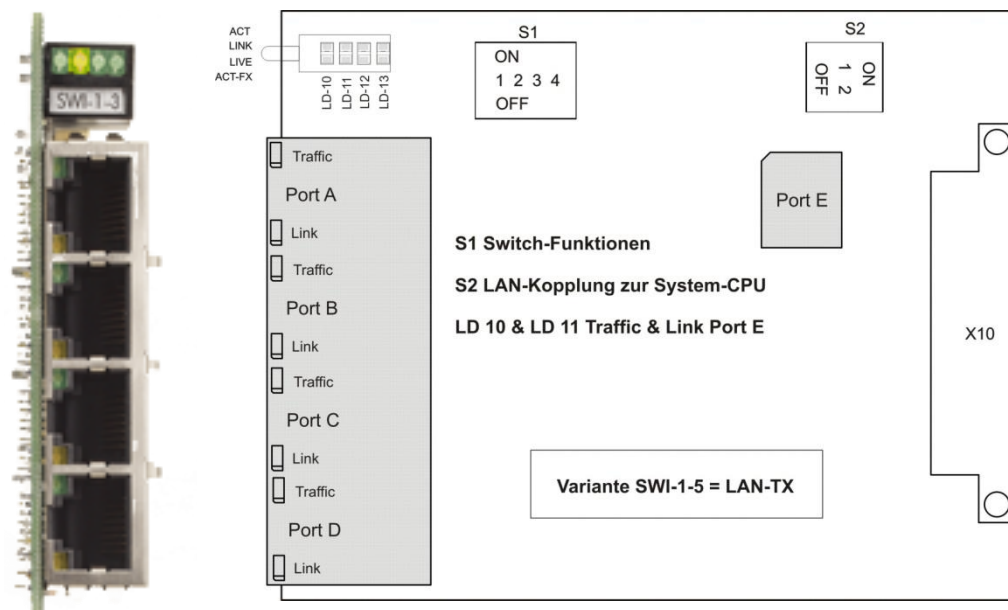 SWI-1-3
ACT
LINK
LIVE
ACT-FX
LD-10
LD-11
LD-12
LD-13
S1
ON
1 2 3 4
OFF
S2
ON
1 2
OFF
Traffic
Port A
Link
Traffic
Port B
Link
Traffic
Port C
Link
Traffic
Port D
Link
Port E
S1 Switch-Funktionen
S2 LAN-Kopplung zur System-CPU
LD 10 & LD 11 Traffic & Link Port E
X10
Variante SWI-1-5 = LAN-TX